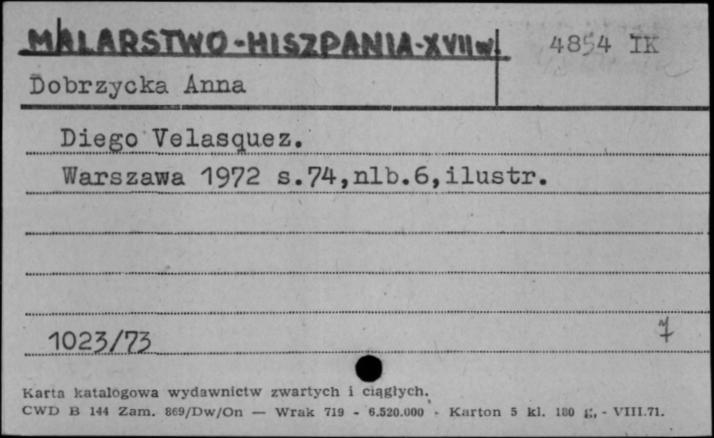 MALARSTWO-HISZPANIA-XVIIw. 4854 IK
Dobrzycka Anna
Diego Velasquez.
Warszawa 1972 s.74,nlb.6,ilustr.
1023/73 7
Karta katalogowa wydawnictw zwartych i ciągłych.
CWD B 144 Zam. 869/Dw/On — Wrak 719 - 6.520.000 - Karton 5 kl. 180 g. - VIII.71.